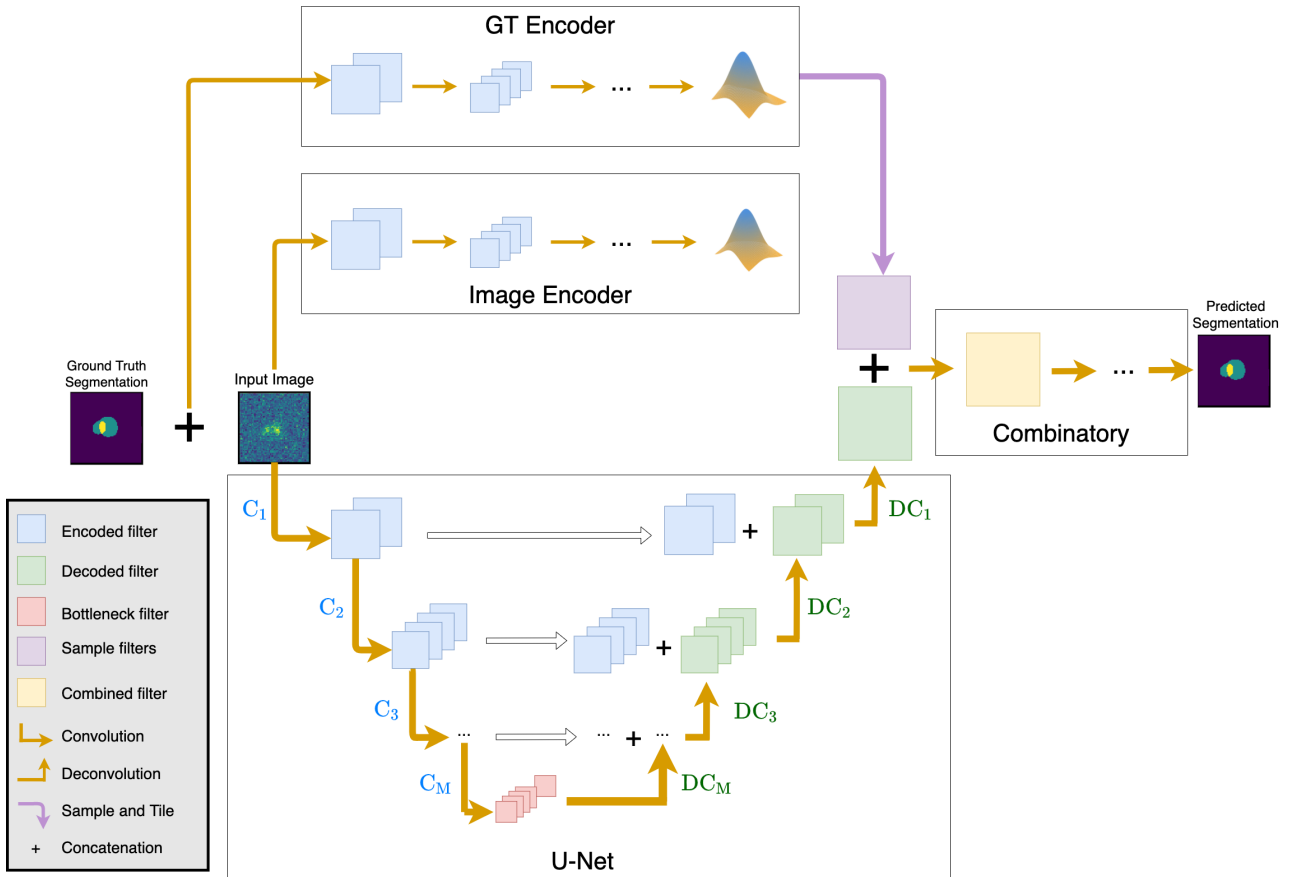 GT Encoder
...
...
Image Encoder
Ground Truth
Segmentation
+
Input Image
+
Predicted
Segmentation
...
Combinatory
C1
+
DC1
C2
+
DC2
C3
...
...
+
...
DC3
CM
DCM
U-Net
Encoded filter
Decoded filter
Bottleneck filter
Sample filters
Combined filter
Convolution
Deconvolution
Sample and Tile
+ Concatenation